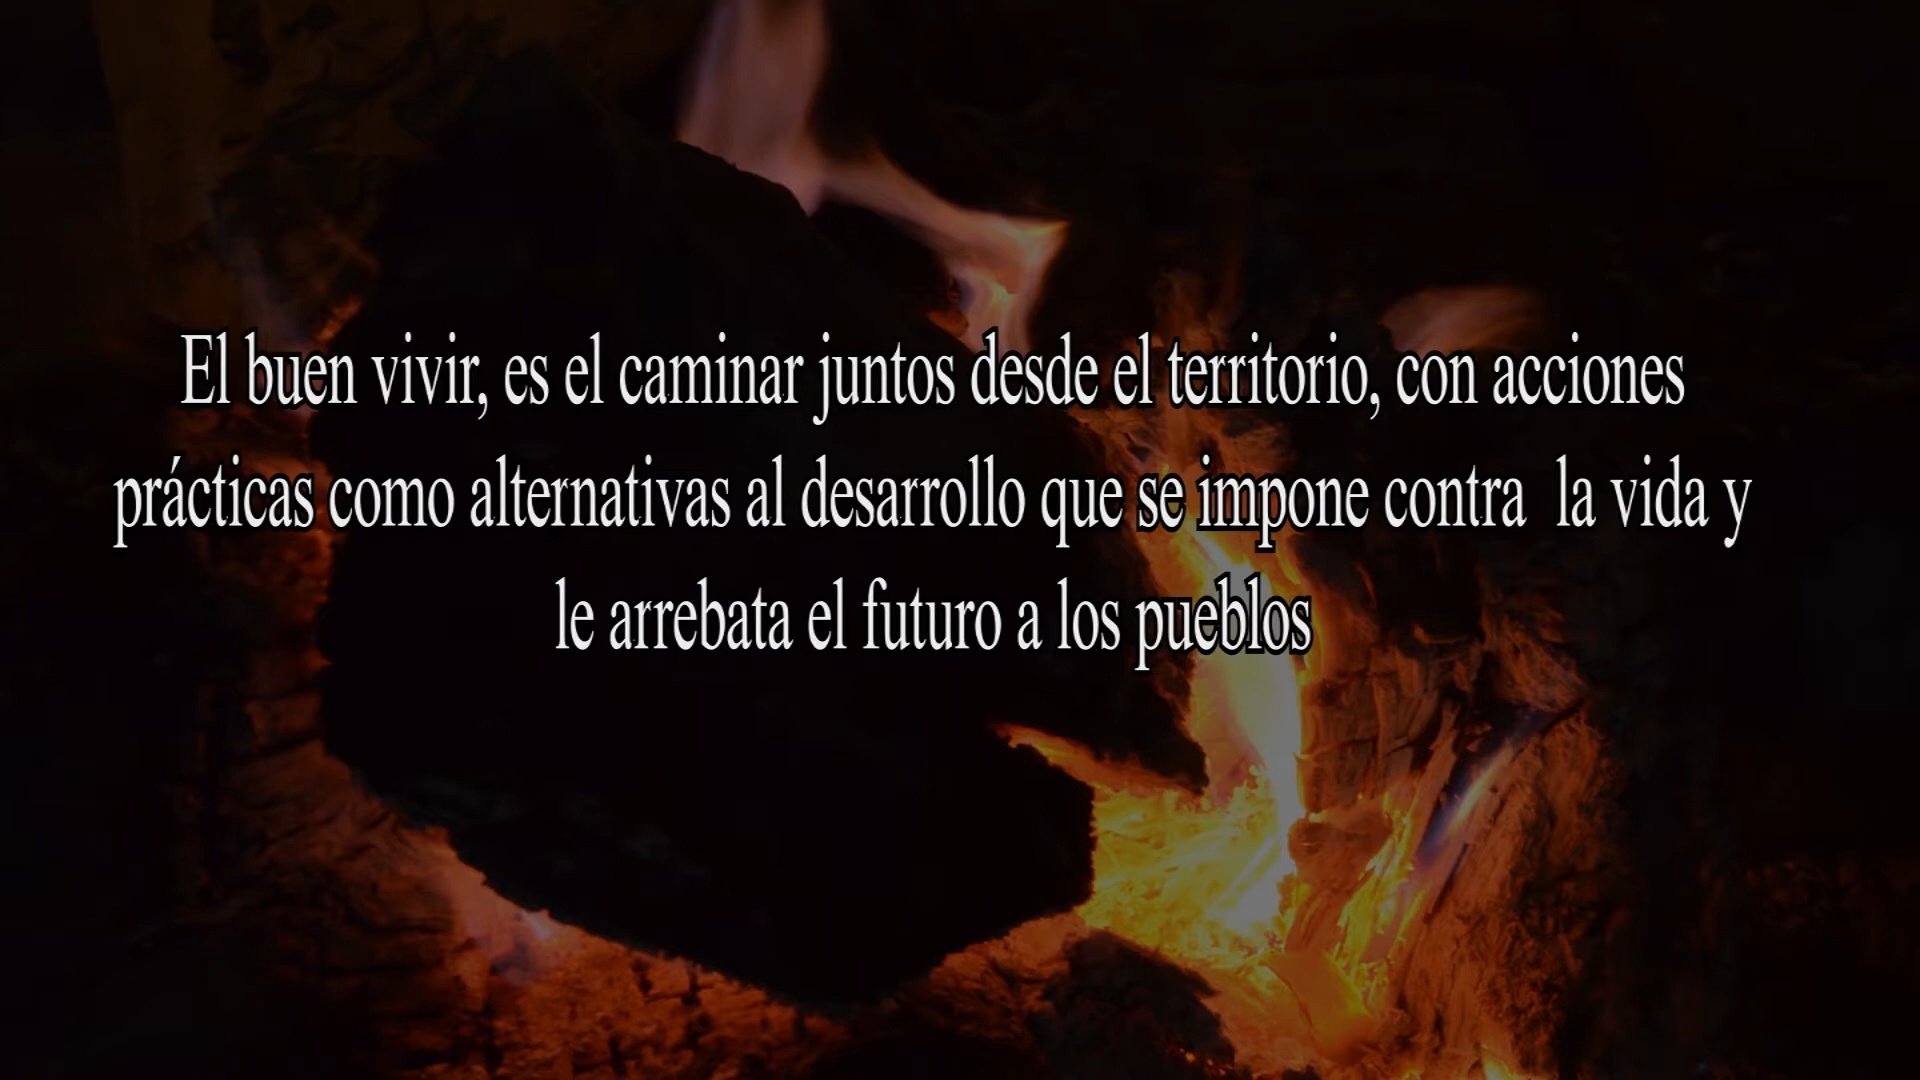 El buen vivir, es el caminar juntos desde el territorio, con acciones
prácticas como alternativas al desarrollo que se impone contra  la vida y
le arrebata el futuro a los pueblos